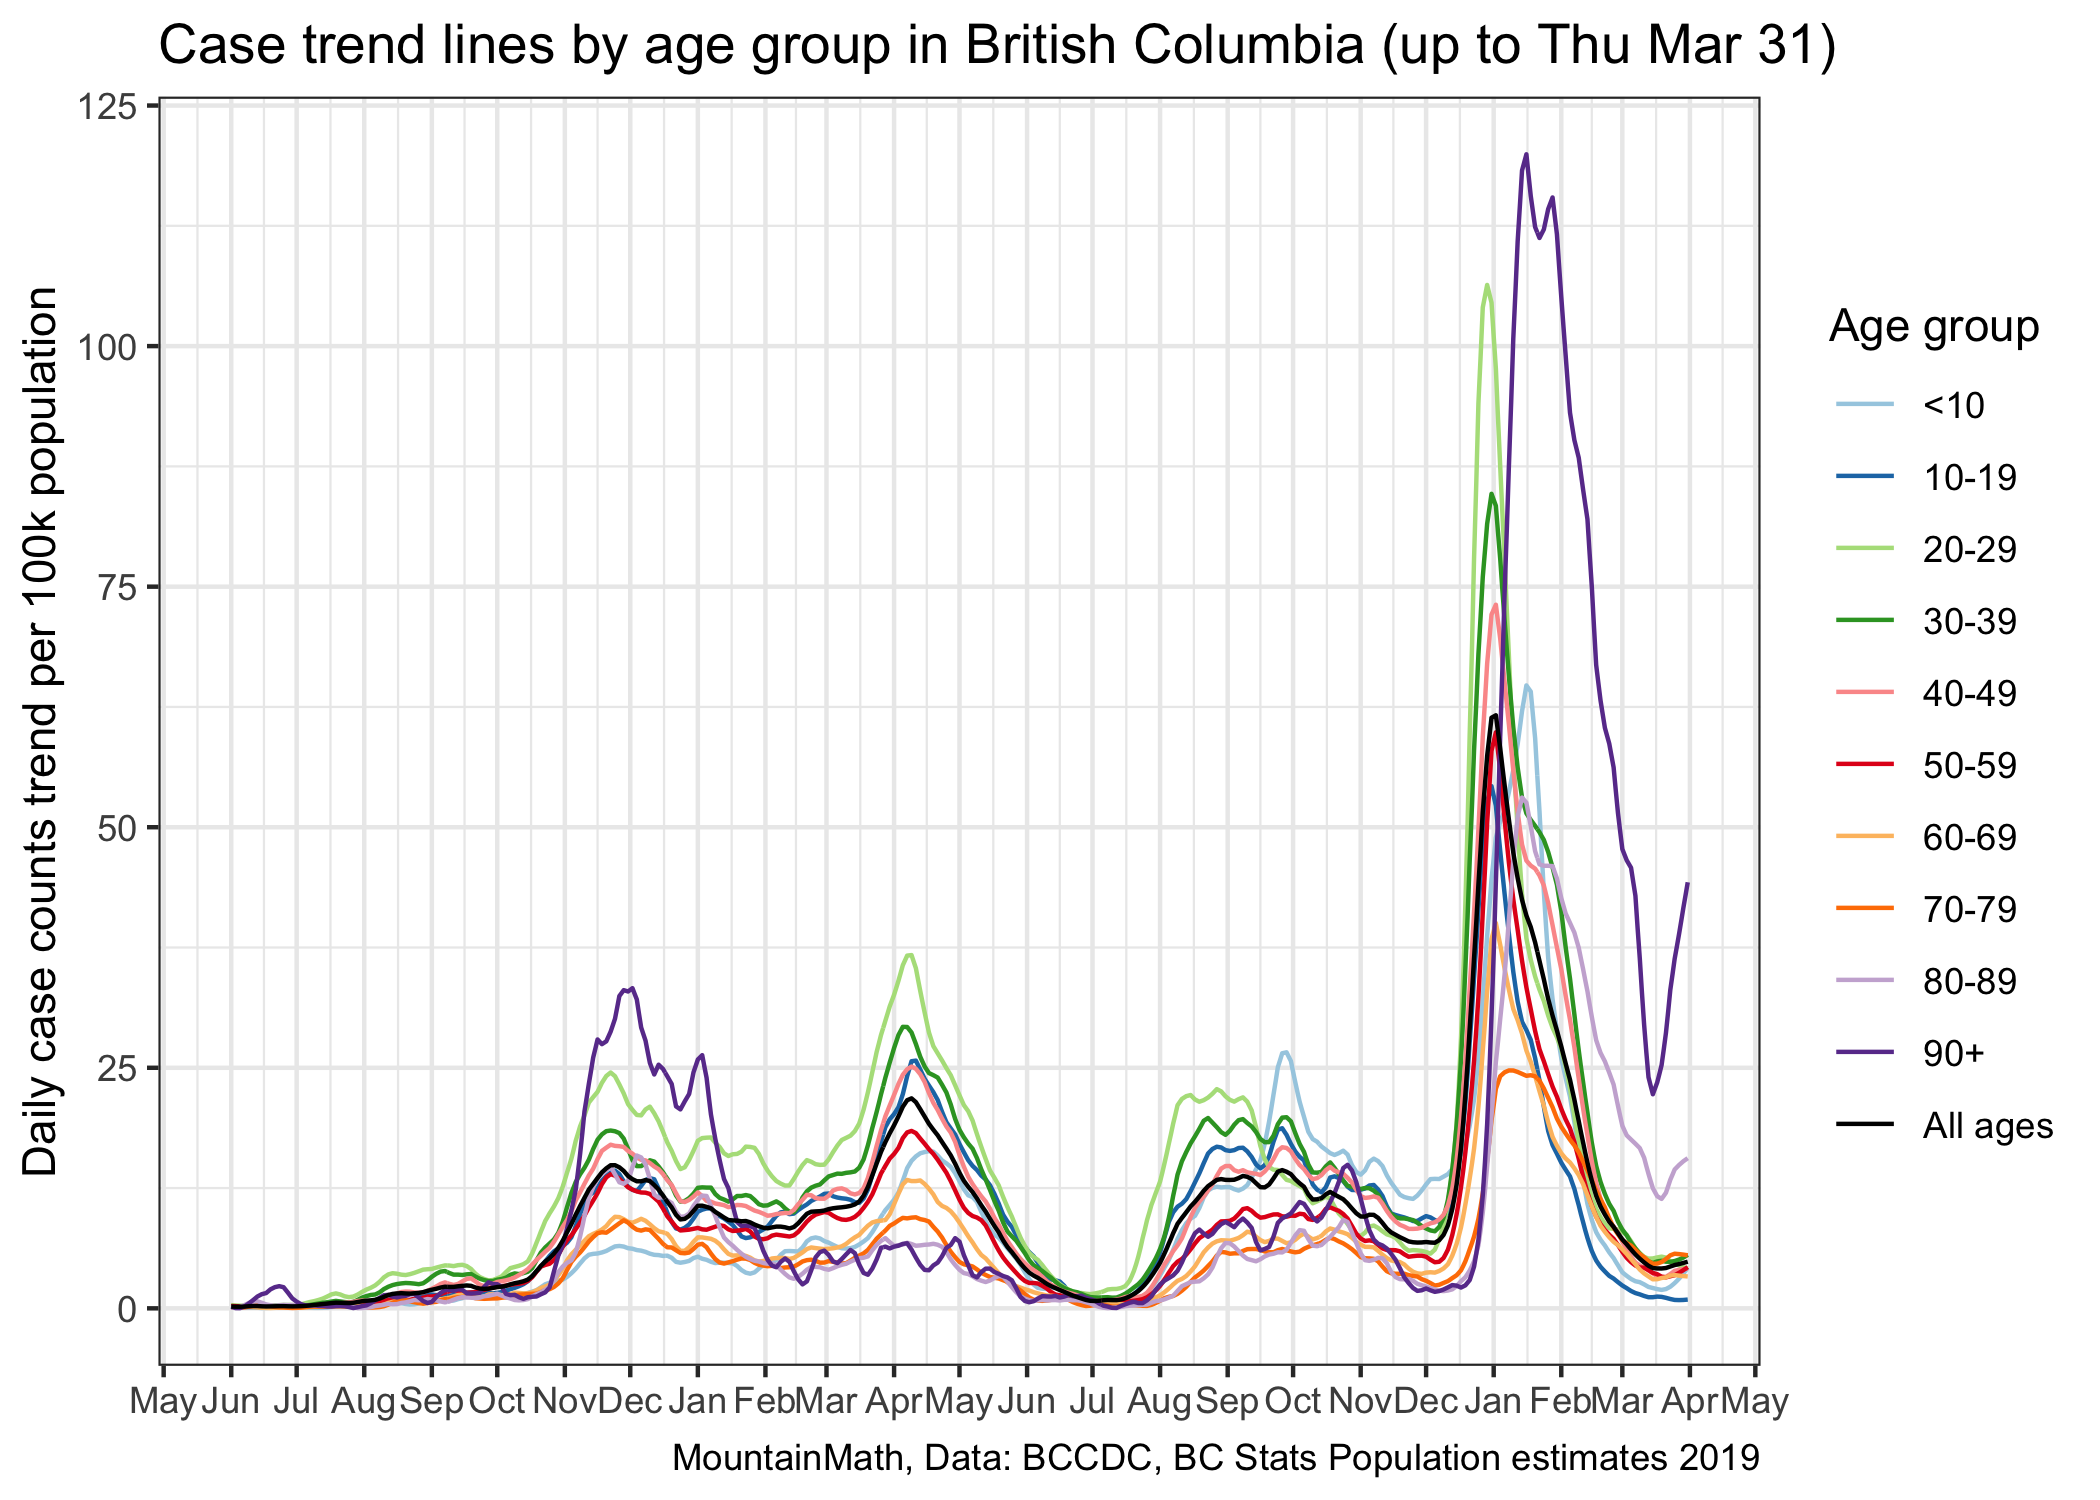 Case trend lines by age group in British Columbia (up to Thu Mar 31)
Daily case counts trend per 100k population
125
100
75
50
25
0
May Jun Jul Aug Sep Oct Nov Dec Jan Feb Mar Apr May Jun Jul Aug Sep Oct Nov Dec Jan Feb Mar Apr May
Age group
<10
10-19
20-29
30-39
40-49
50-59
60-69
70-79
80-89
90+
All ages
MountainMath, Data: BCCDC, BC Stats Population estimates 2019